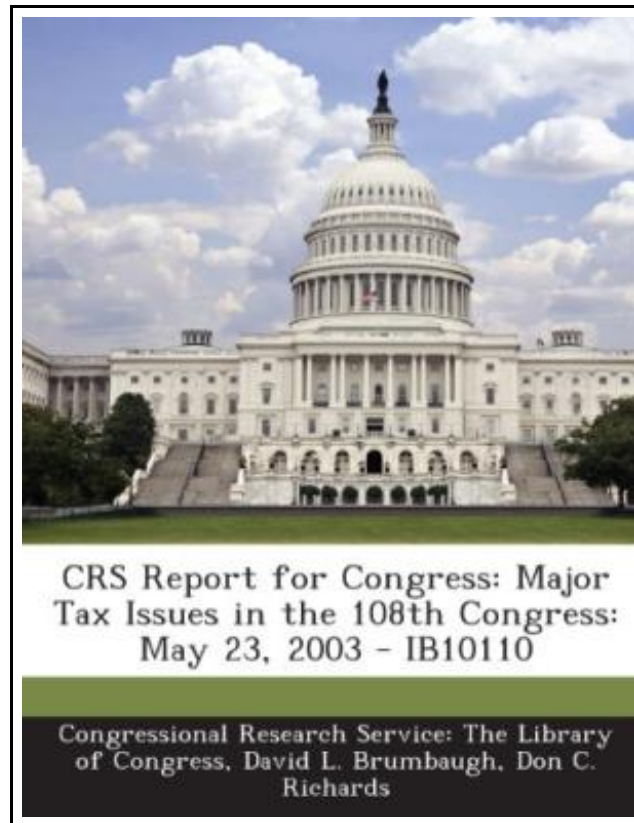 CRS Report for Congress: Major
Tax Issues in the 108th Congress:
May 23, 2003 - IB10110
Congressional Research Service: The Library
of Congress, David L. Brumbaugh, Don C.
Richards